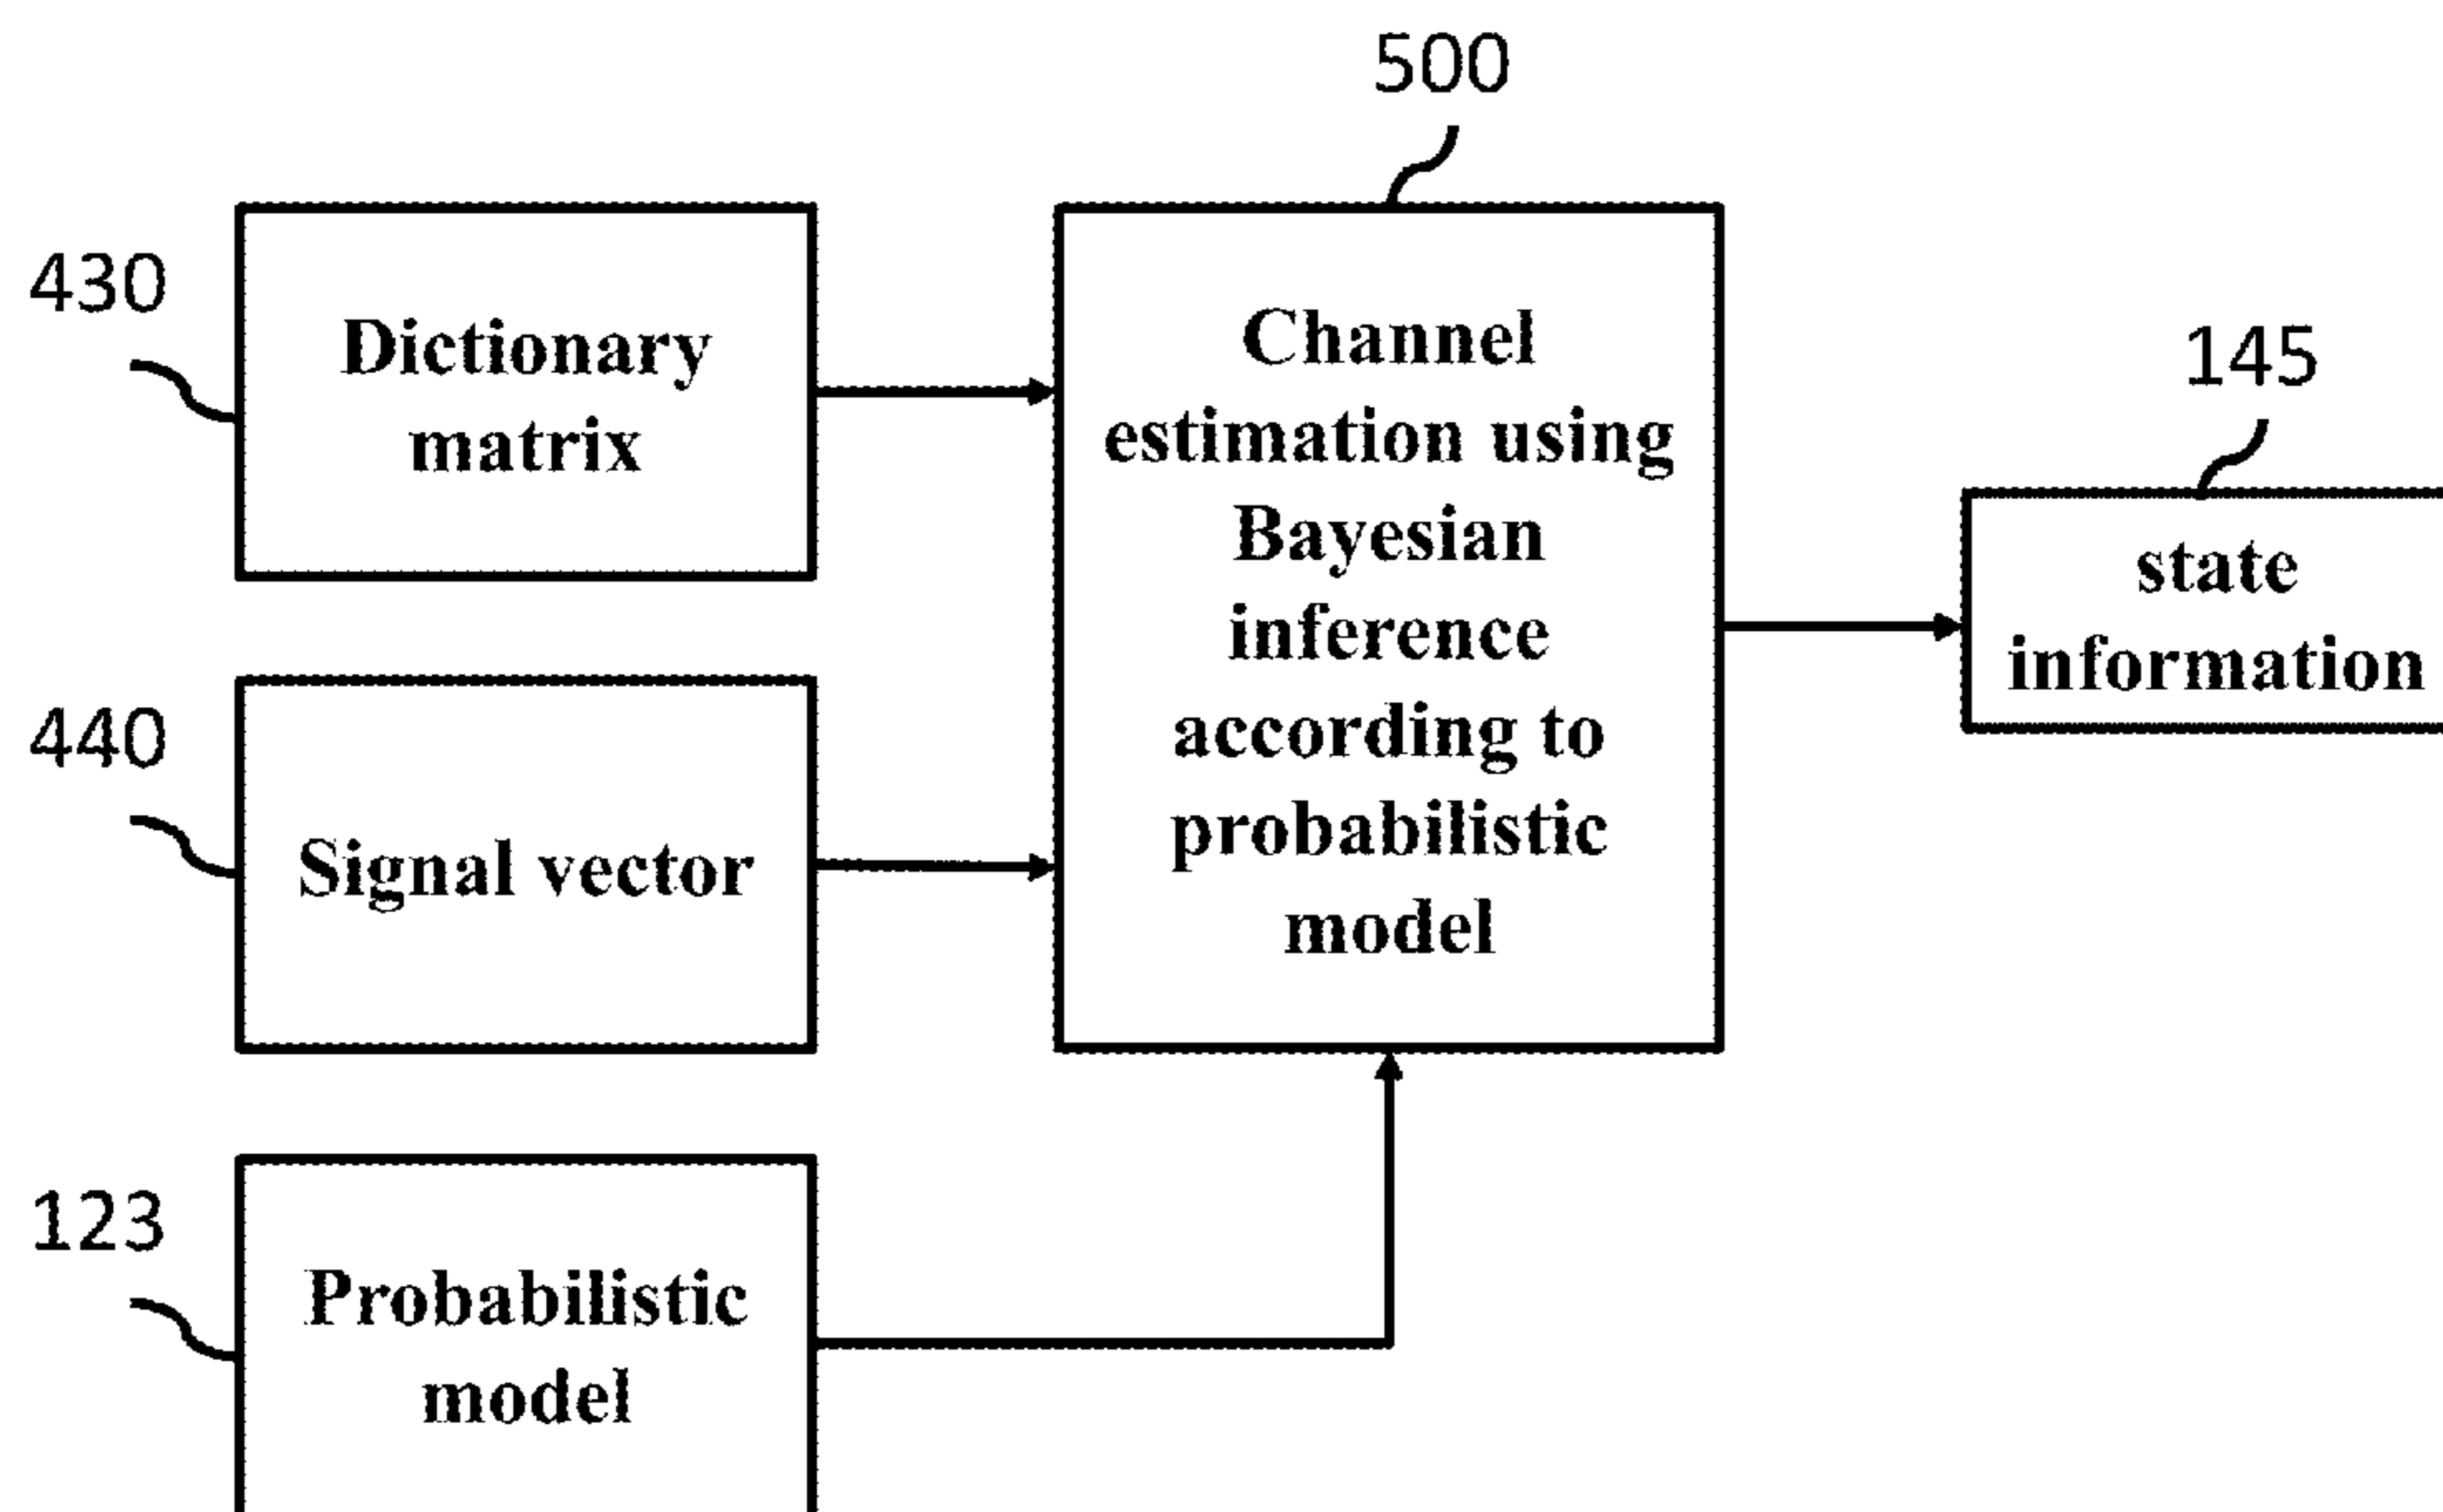 500
430
Dictionary
matrix
Channel
estimation using
Bayesian
inference
according to
probabilistic
model
145
state
information
440
Signal vector
123
Probabilistic
model